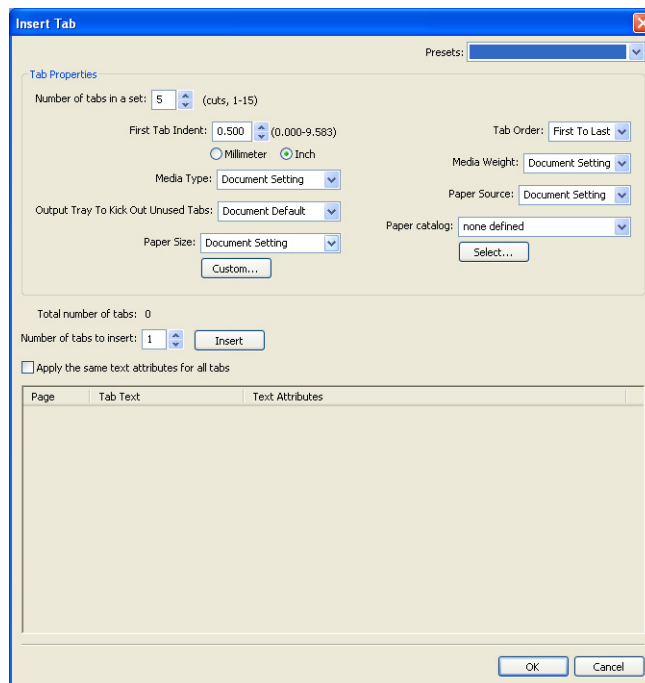 Insert Tab
Presets:
Tab Properties
Number of tabs in a set: 5 (cuts, 1-15)
First Tab Indent: 0.500 (0.000-9.583) Tab Order: First To Last
Millimeter Inch
Media Weight: Document Setting
Media Type: Document Setting
Paper Source: Document Setting
Output Tray To Kick Out Unused Tabs: Document Default
Paper catalog: none defined
Paper Size: Document Setting
Select...
Custom...
Total number of tabs: 0
Number of tabs to insert: 1 Insert
Apply the same text attributes for all tabs
Page Tab Text Text Attributes
OK Cancel